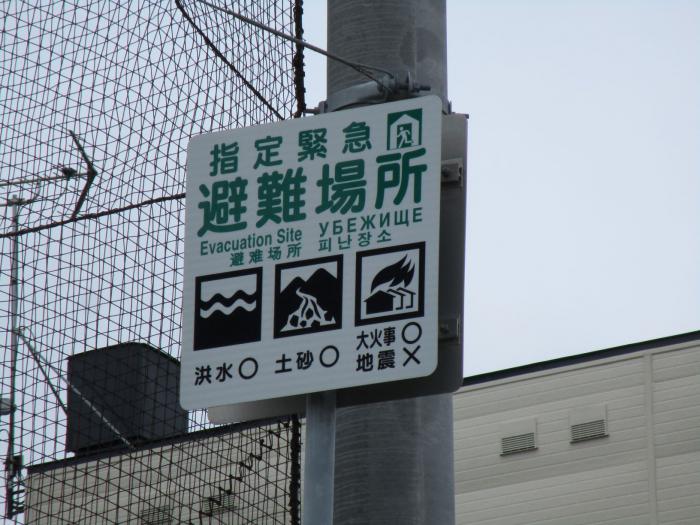 指定緊急
避難場所
Evacuation Site УБЕЖИЩЕ
避难场所 피난장소
洪水○ 土砂○ 大火事○
地震×